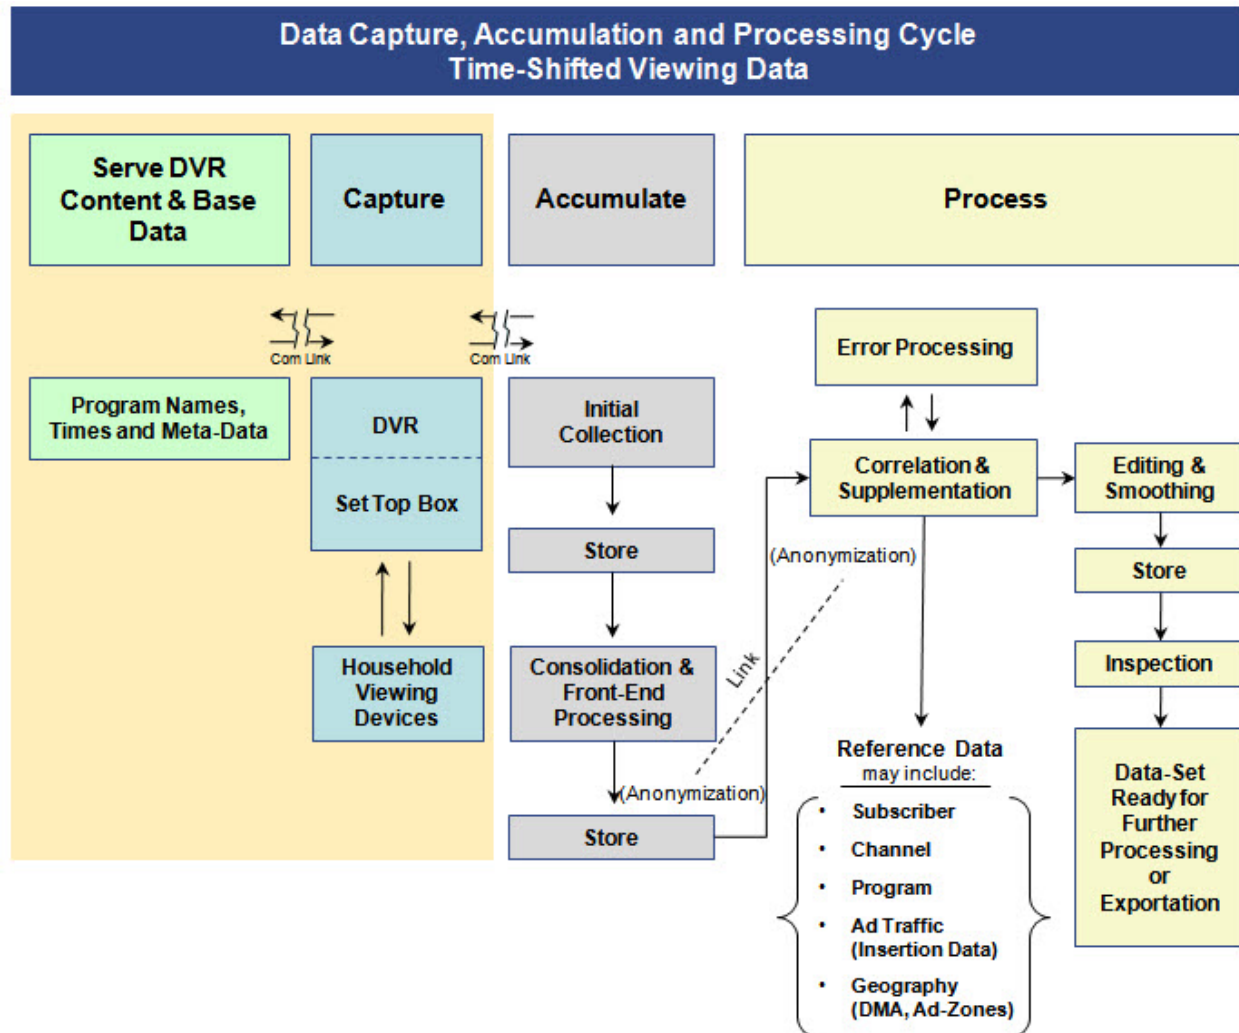 Data Capture, Accumulation and Processing Cycle
Time-Shifted Viewing Data
Serve DVR
Content & Base
Data
Capture
Accumulate
Process
Com Link
Com Link
Program Names,
Times and Meta-Data
DVR
Set Top Box
Household
Viewing
Devices
Initial
Collection
Store
Consolidation &
Front-End
Processing
(Anonymization)
Store
Link
(Anonymization)
Error Processing
Correlation &
Supplementation
Reference Data
may include:
• Subscriber
• Channel
• Program
• Ad Traffic
(Insertion Data)
• Geography
(DMA, Ad-Zones)
Editing &
Smoothing
Store
Inspection
Data-Set
Ready for
Further
Processing
or
Exportation